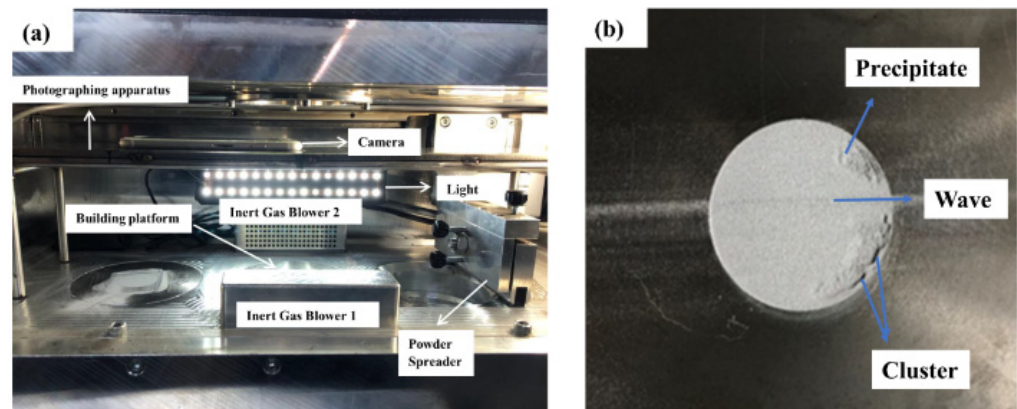 (a)
Photographing apparatus
Camera
Light
Building platform
Inert Gas Blower 2
Inert Gas Blower 1
Powder
Spreader
(b)
Precipitate
Wave
Cluster